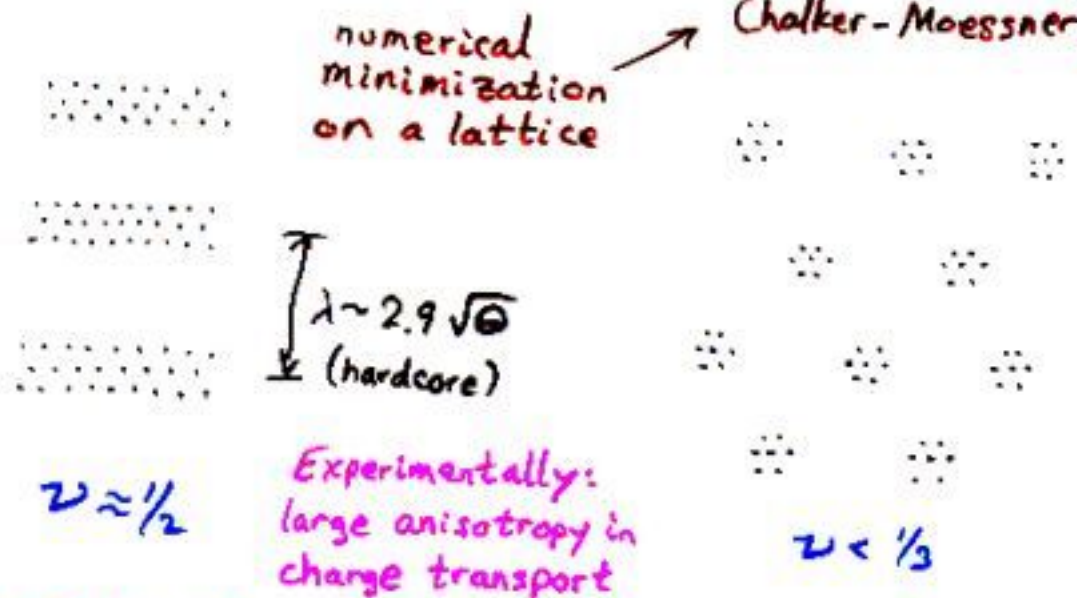 numerical
minimization
on a lattice
Chalker-Moessner
λ ~ 2.9 √Θ
(hardcore)
Experimentally:
large anisotropy in
charge transport
ν ≈ 1/2
ν < 1/3